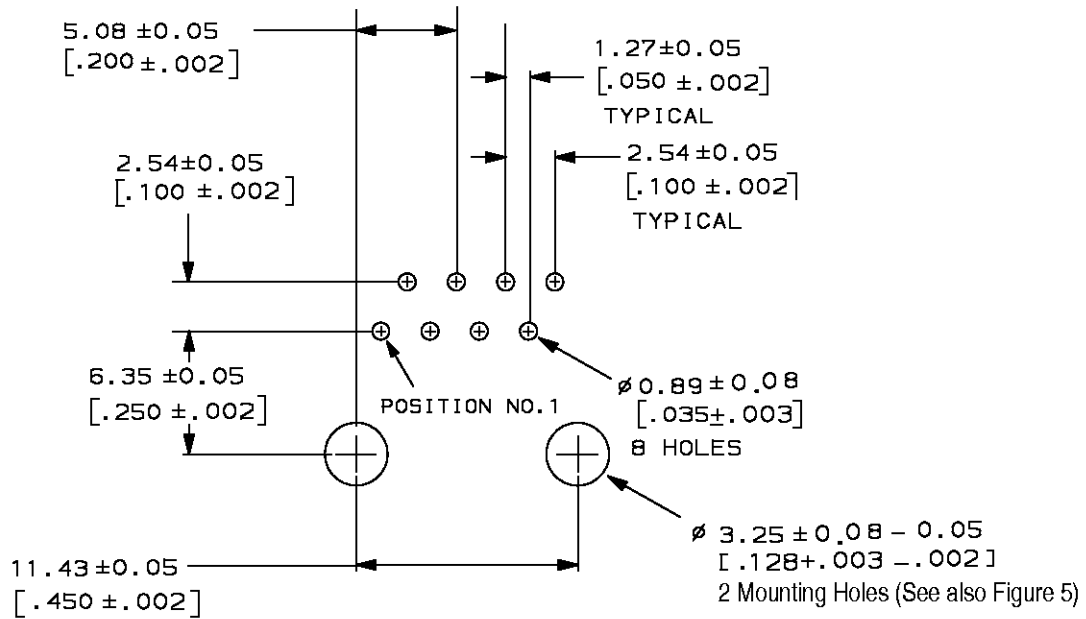 5.08 ±0.05
[.200 ±.002]
1.27±0.05
[.050 ±.002]
TYPICAL
2.54±0.05
[.100 ±.002]
2.54±0.05
[.100 ±.002]
TYPICAL
6.35 ±0.05
[.250 ±.002]
POSITION NO.1
ø0.89±0.08
[.035±.003]
8 HOLES
11.43±0.05
[.450 ±.002]
ø 3.25±0.08-0.05
[.128+.003 -.002]
2 Mounting Holes (See also Figure 5)